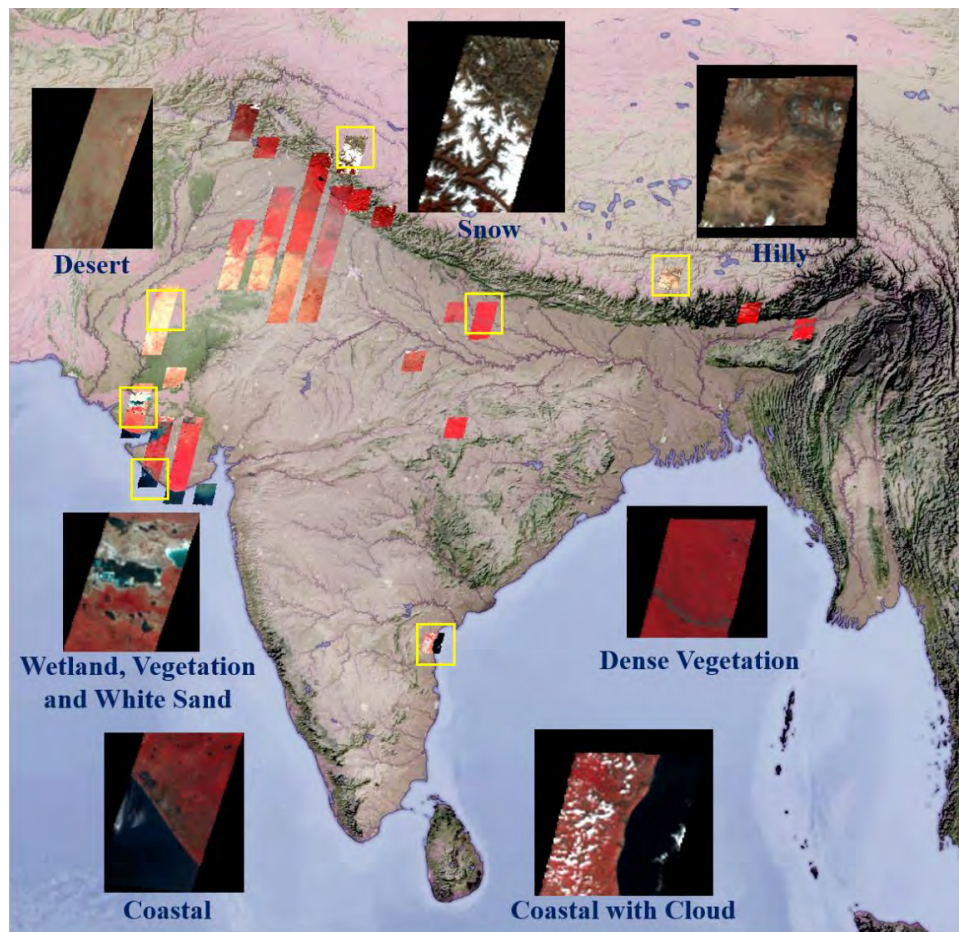 Snow
Hilly
Desert
Wetland, Vegetation
and White Sand
Dense Vegetation
Coastal
Coastal with Cloud